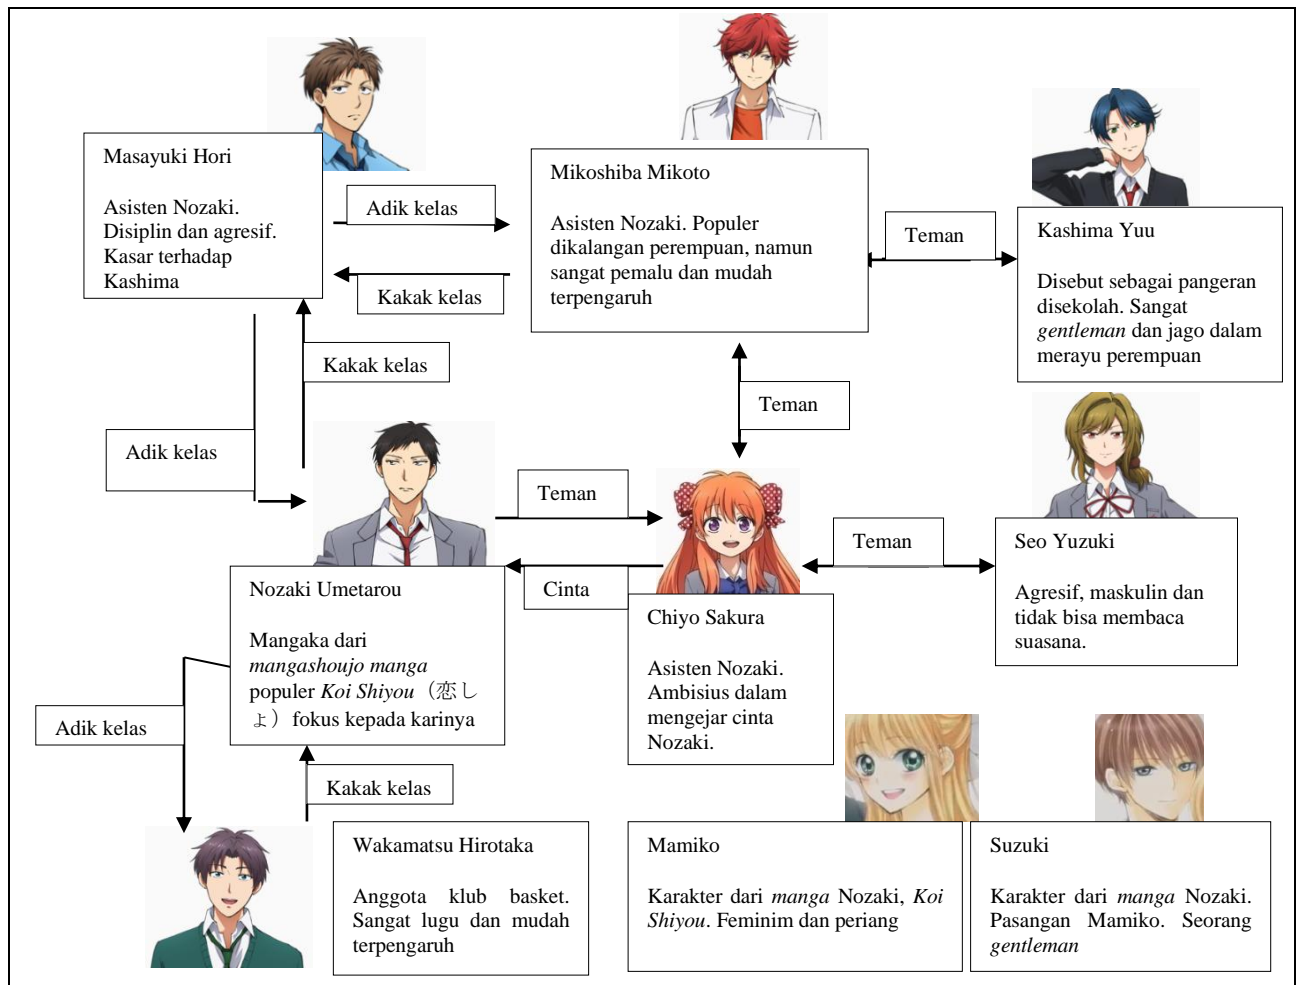 Masayuki Hori
Asisten Nozaki.
Disiplin dan agresif.
Kasar terhadap
Kashima
Adik kelas
Kakak kelas
Mikoshiba Mikoto
Asisten Nozaki. Populer
dikalangan perempuan, namun
sangat pemalu dan mudah
terpengaruh
Teman
Kashima Yuu
Disebut sebagai pangeran
disekolah. Sangat
gentleman dan jago dalam
merayu perempuan
Kakak kelas
Adik kelas
Teman
Teman
Cinta
Teman
Seo Yuzuki
Agresif, maskulin dan
tidak bisa membaca
suasana.
Nozaki Umetarou
Mangaka dari
mangashoujo manga
populer Koi Shiyou（恋し
ょ）fokus kepada karinya
Chiyo Sakura
Asisten Nozaki.
Ambisius dalam
mengejar cinta
Nozaki.
Adik kelas
Kakak kelas
Wakamatsu Hirotaka
Anggota klub basket.
Sangat lugu dan mudah
terpengaruh
Mamiko
Karakter dari manga Nozaki, Koi
Shiyou. Feminim dan periang
Suzuki
Karakter dari manga Nozaki.
Pasangan Mamiko. Seorang
gentleman